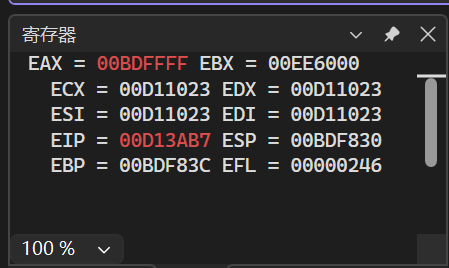 寄存器
EAX = 00BDFFFF EBX = 00EE6000
ECX = 00D11023 EDX = 00D11023
ESI = 00D11023 EDI = 00D11023
EIP = 00D13AB7 ESP = 00BDF830
EBP = 00BDF83C EFL = 00000246
100 %